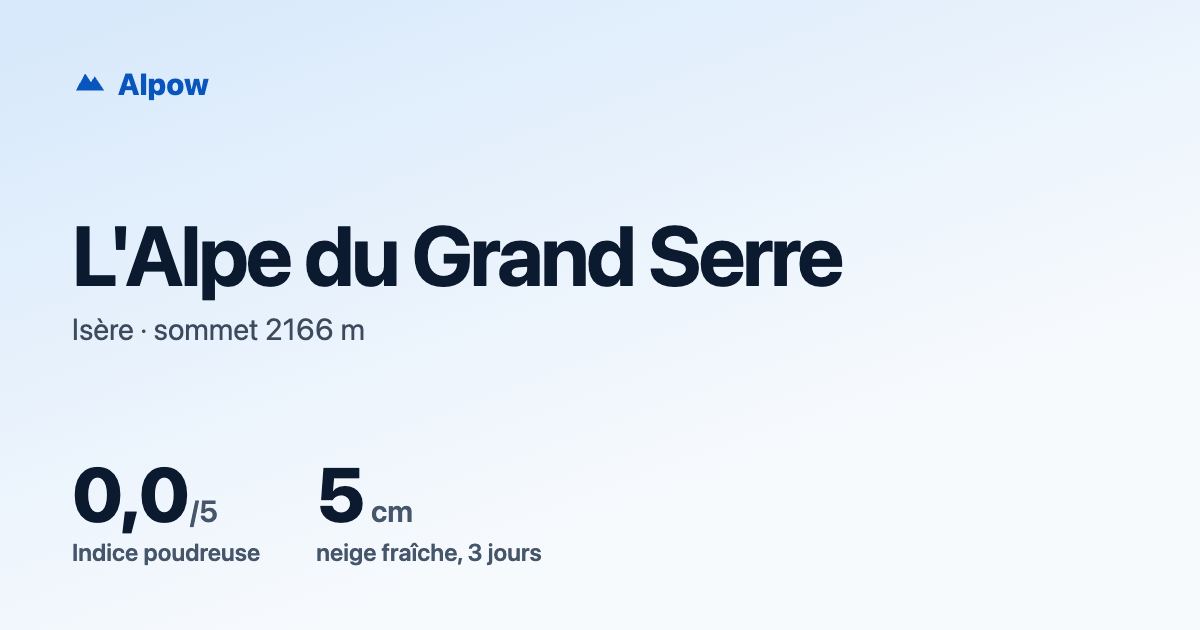 Alpow
L'Alpe du Grand Serre
Isère · sommet 2166 m
0,0/5 5 cm
Indice poudreuse neige fraîche, 3 jours